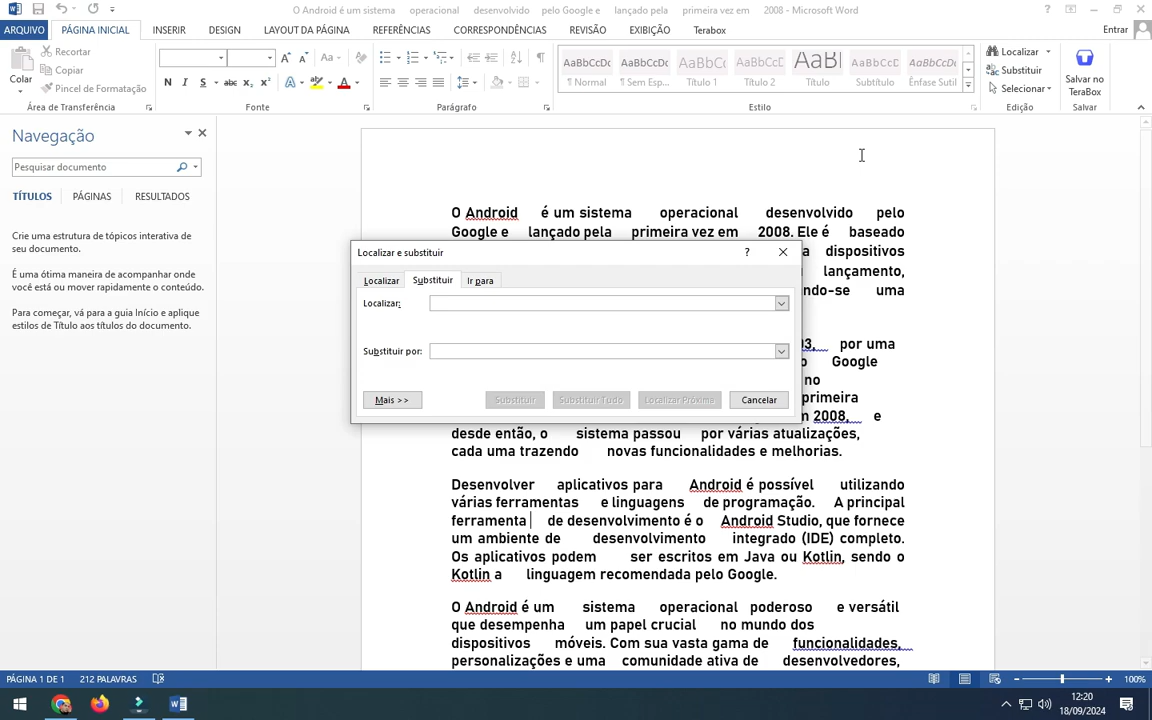 O Android é um sistema operacional desenvolvido pelo Google e lançado pela primeira vez em 2008 - Microsoft Word
ARQUIVO PÁGINA INICIAL INSERIR DESIGN LAYOUT DA PÁGINA REFERÊNCIAS CORRESPONDÊNCIAS REVISÃO EXIBIÇÃO Terabox Entrar
Colar
Recortar
Copiar
Pincel de Formatação
Área de Transferência
N I S abc x₂ x²
Aa
Fonte
Parágrafo
AaBbCcDc AaBbCcDc AaBbCc AaBbCcD AaBl AaBbCcD AaBbCcDc
¶ Normal ¶ Sem Esp... Título 1 Título 2 Título Subtítulo Ênfase Sutil
Estilo
Localizar
Substituir
Selecionar
Edição
Salvar no
TeraBox
Salvar
Navegação
Pesquisar documento
TÍTULOS PÁGINAS RESULTADOS
Crie uma estrutura de tópicos interativa de
seu documento.
É uma ótima maneira de acompanhar onde
você está ou mover rapidamente o conteúdo.
Para começar, vá para a guia Início e aplique
estilos de Título aos títulos do documento.
O Android é um sistema operacional desenvolvido pelo
Google e lançado pela primeira vez em 2008. Ele é baseado
a dispositivos
lançamento,
ndo-se uma
Localizar e substituir
Localizar Substituir Ir para
Localizar:
Substituir por:
Mais >> Substituir Substituir Tudo Localizar Próxima Cancelar
03, por uma
o Google
no
primeira
m 2008, e
desde então, o sistema passou por várias atualizações,
cada uma trazendo novas funcionalidades e melhorias.
Desenvolver aplicativos para Android é possível utilizando
várias ferramentas e linguagens de programação. A principal
ferramenta de desenvolvimento é o Android Studio, que fornece
um ambiente de desenvolvimento integrado (IDE) completo.
Os aplicativos podem ser escritos em Java ou Kotlin, sendo o
Kotlin a linguagem recomendada pelo Google.
O Android é um sistema operacional poderoso e versátil
que desempenha um papel crucial no mundo dos
dispositivos móveis. Com sua vasta gama de funcionalidades,
personalizações e uma comunidade ativa de desenvolvedores,
PÁGINA 1 DE 1 212 PALAVRAS 100%
12:20
18/09/2024